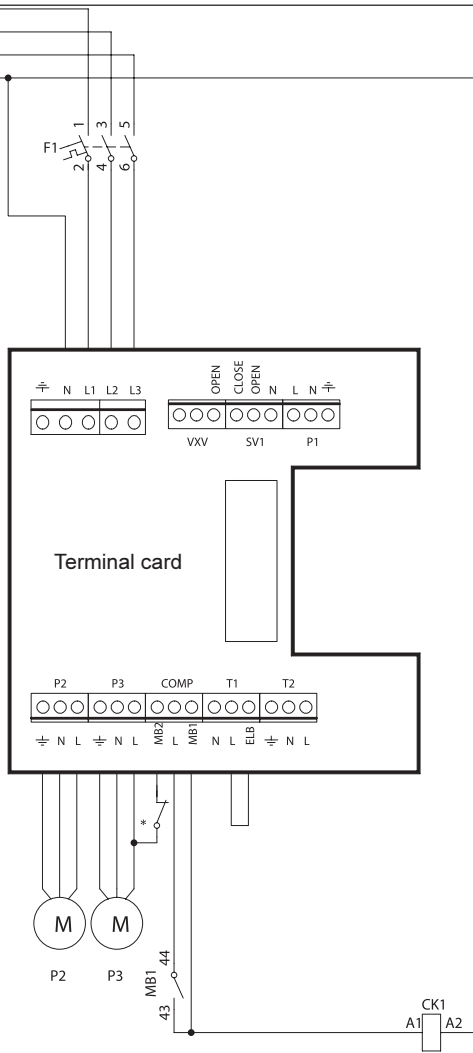 1 3 5
F1
2 4 6
OPEN CLOSE OPEN
N L1 L2 L3 N L N
VXV SV1 P1
Terminal card
P2 P3 COMP T1 T2
N L N L MB2 L MB1 N L ELB N L
*
M M
P2 P3
44
MB1
43
CK1
A1 A2